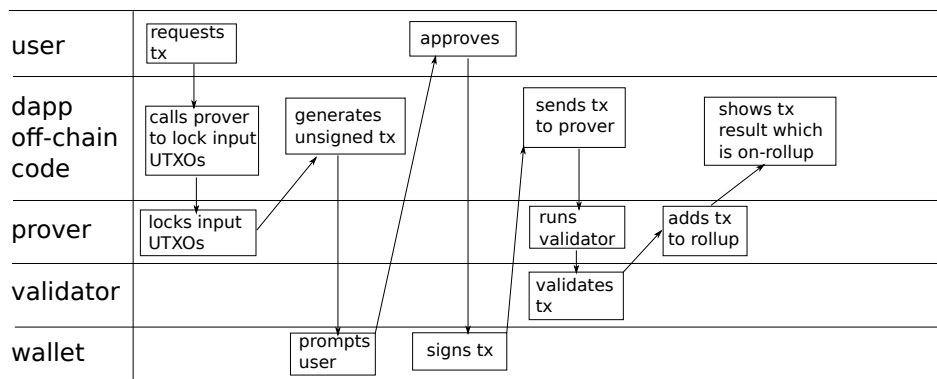 user
requests
tx
approves
dapp
off-chain
code
calls prover
to lock input
UTXOs
generates
unsigned tx
sends tx
to prover
shows tx
result which
is on-rollup
prover
locks input
UTXOs
runs
validator
adds tx
to rollup
validator
validates
tx
wallet
prompts
user
signs tx